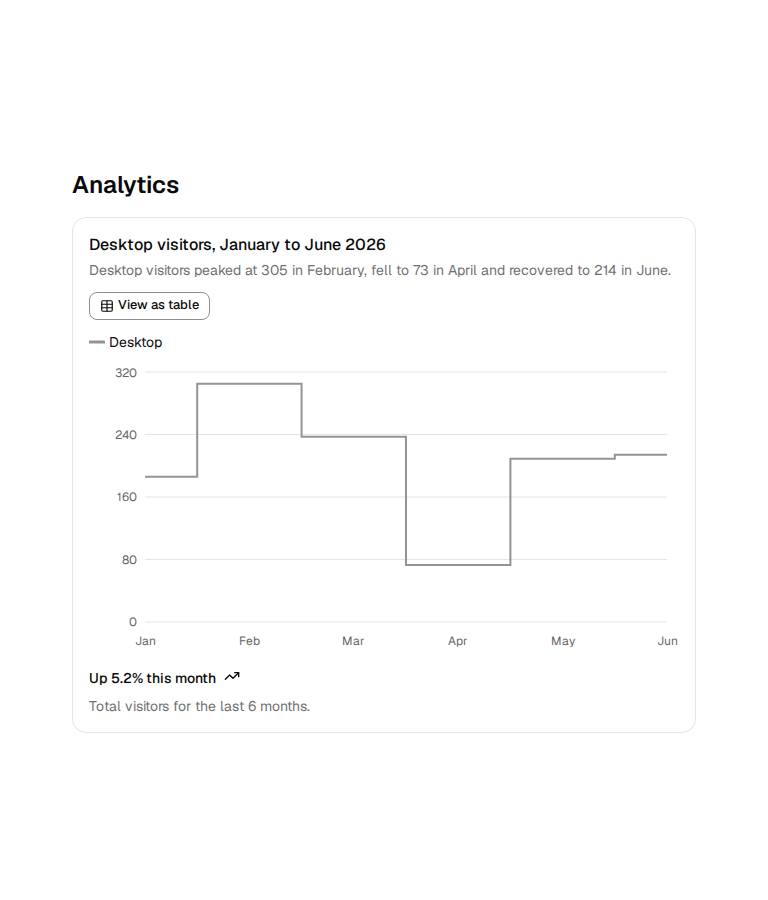 Analytics
Desktop visitors, January to June 2026
Desktop visitors peaked at 305 in February, fell to 73 in April and recovered to 214 in June.
View as table
Desktop
320
240
160
80
0
Jan Feb Mar Apr May Jun
Up 5.2% this month
Total visitors for the last 6 months.